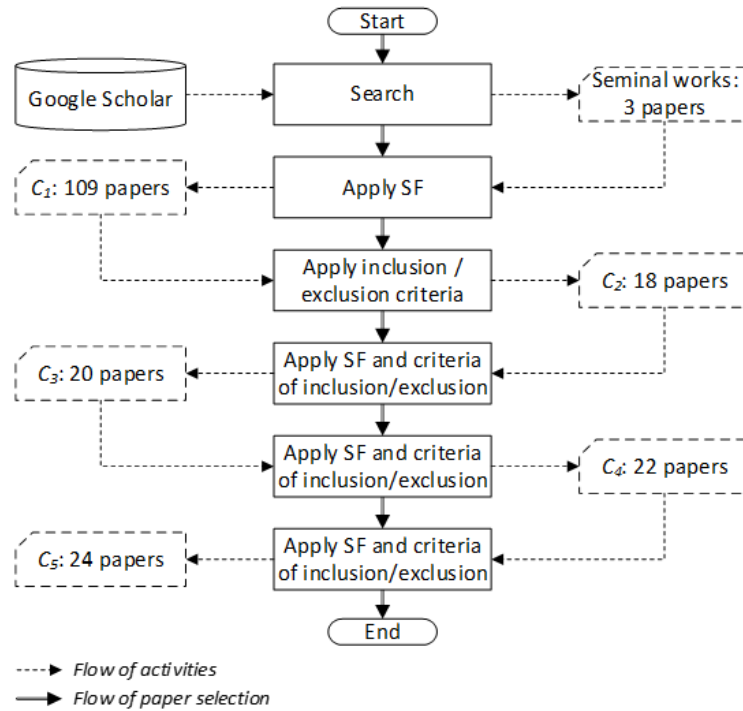 Start
Google Scholar
Search
Seminal works:
3 papers
C1: 109 papers
Apply SF
Apply inclusion /
exclusion criteria
C2: 18 papers
C3: 20 papers
Apply SF and criteria
of inclusion/exclusion
Apply SF and criteria
of inclusion/exclusion
C4: 22 papers
C5: 24 papers
Apply SF and criteria
of inclusion/exclusion
End
Flow of activities
Flow of paper selection